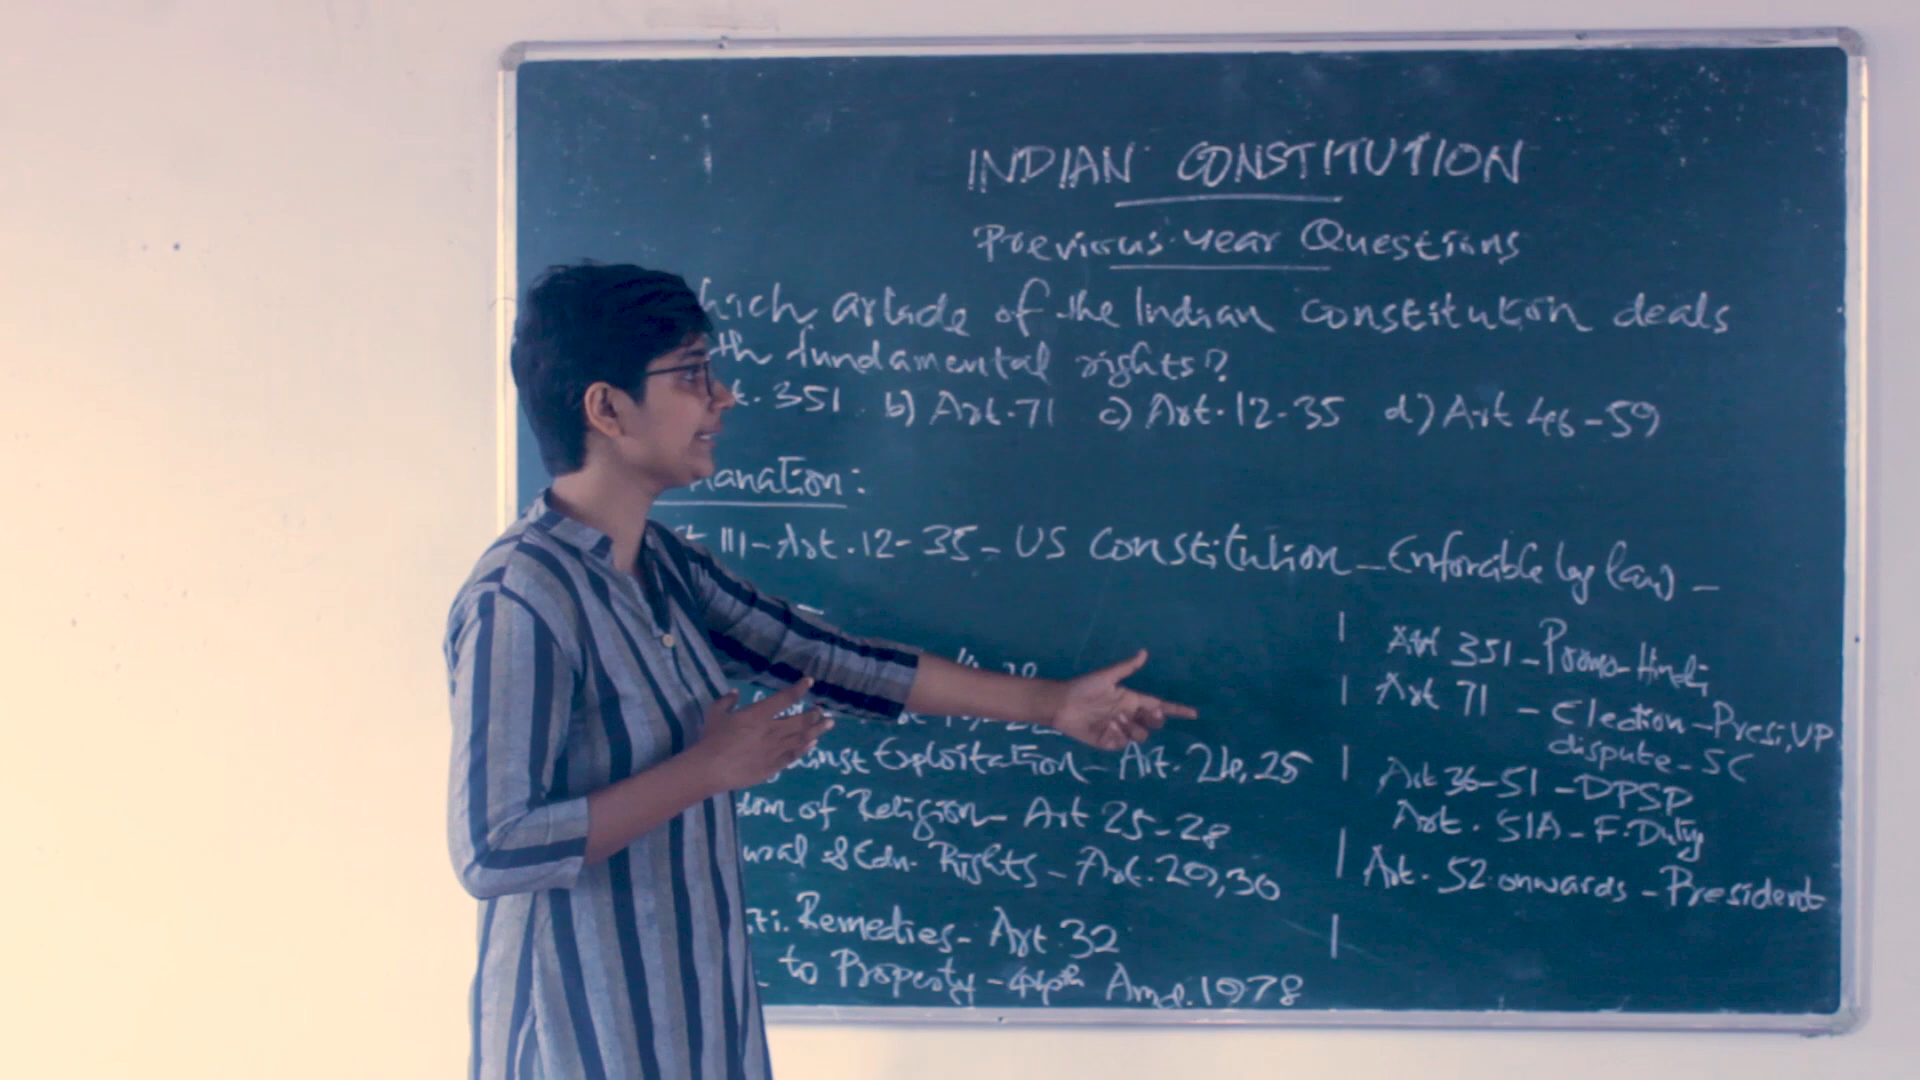 INDIAN CONSTITUTION
Previous year Questions
hich article of the Indian constitution deals
th fundamental rights?
t. 351 b) Art. 71 c) Art. 12-35 d) Art 46-59
lanation:
t III - Art. 12-35 - US Constitution - Enforcible by law -
Art 351 - Promo- Hindi
Art 71 - Election - Presi, VP
dispute - SC
ainst Exploitation - Art. 24, 25
Art 36-51 - DPSP
dom of Religion - Art 25-28
Art. 51A - F. Duty
ural & Edn. Rights - Art. 29, 30
Art. 52 onwards - President
ti. Remedies - Art. 32
to Property - 44th Amd. 1978